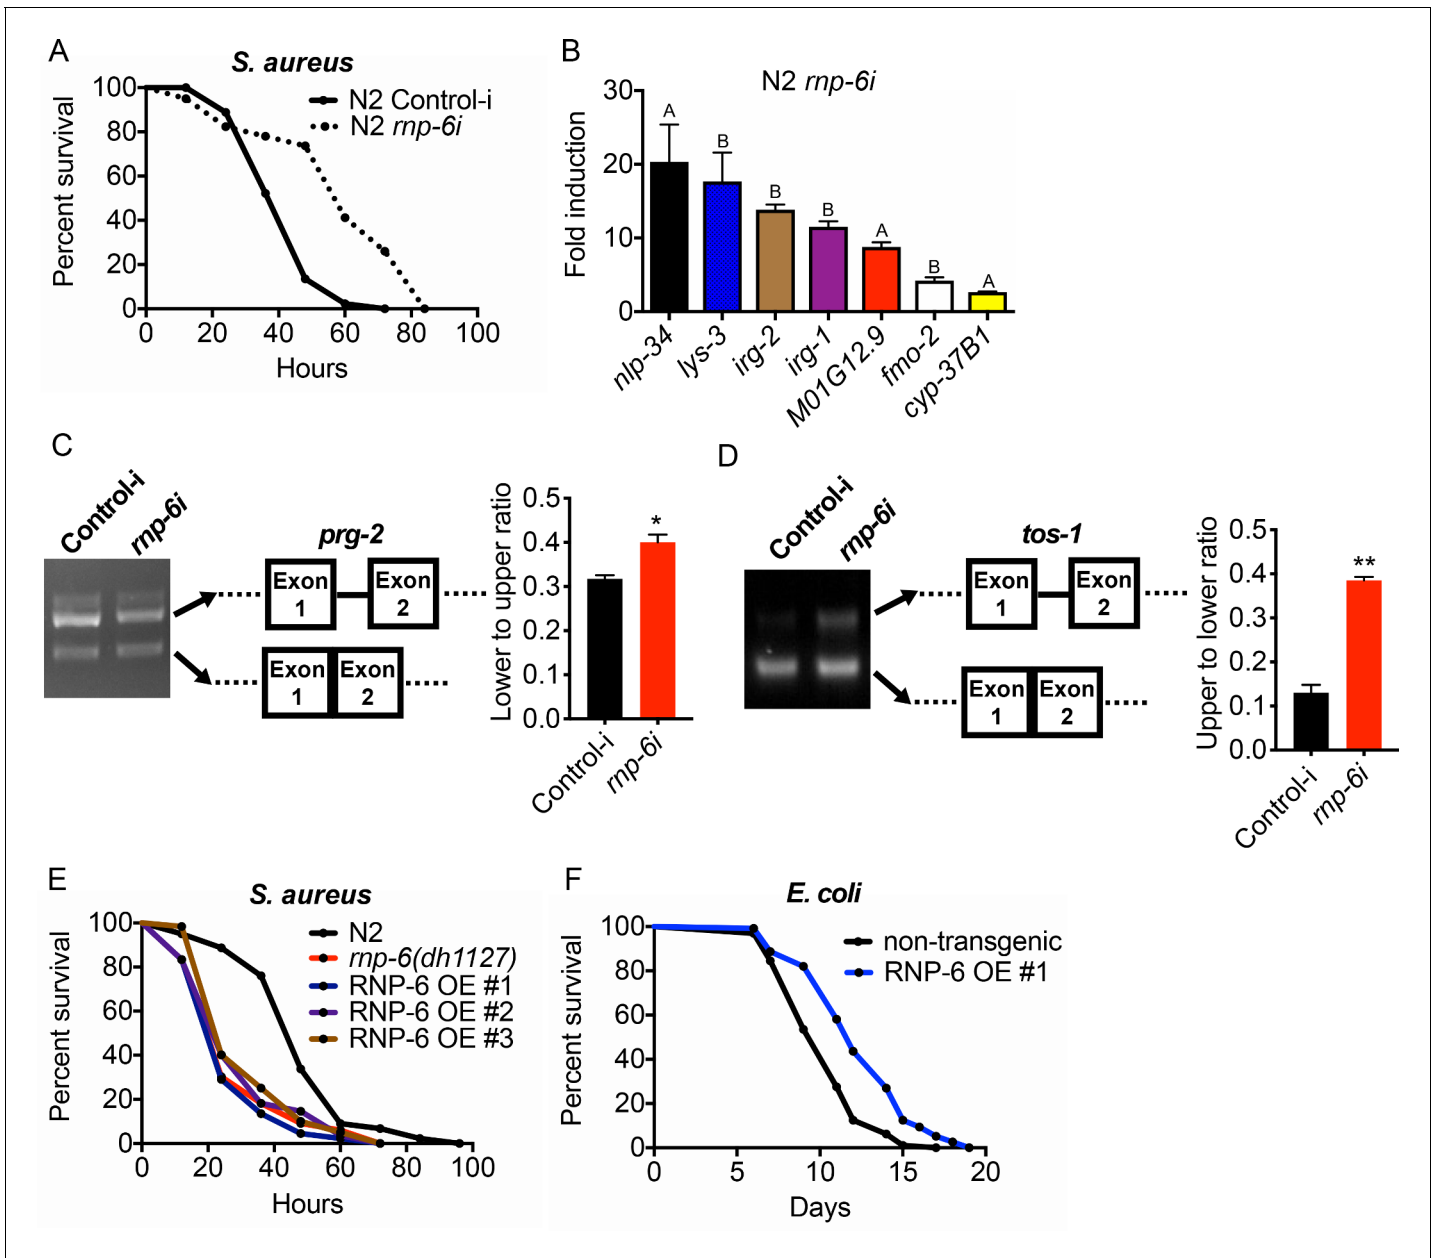 A
S. aureus
N2 Control-i
N2 rnp-6i
Percent survival
100
80
60
40
20
0
0 20 40 60 80 100
Hours
B
N2 rnp-6i
Fold induction
30
20
10
0
A B B B A B A
nlp-34 lys-3 irg-2 irg-1 M01G12.9 fmo-2 cyp-37B1
C
Control-i rnp-6i
prg-2
Exon 1
Exon 2
Exon 1
Exon 2
Lower to upper ratio
0.5
0.4
0.3
0.2
0.1
0.0
*
Control-i rnp-6i
D
Control-i rnp-6i
tos-1
Exon 1
Exon 2
Exon 1
Exon 2
Upper to lower ratio
0.5
0.4
0.3
0.2
0.1
0.0
**
Control-i rnp-6i
E
S. aureus
N2
rnp-6(dh1127)
RNP-6 OE #1
RNP-6 OE #2
RNP-6 OE #3
Percent survival
100
80
60
40
20
0
0 20 40 60 80 100
Hours
F
E. coli
non-transgenic
RNP-6 OE #1
Percent survival
100
80
60
40
20
0
0 5 10 15 20
Days